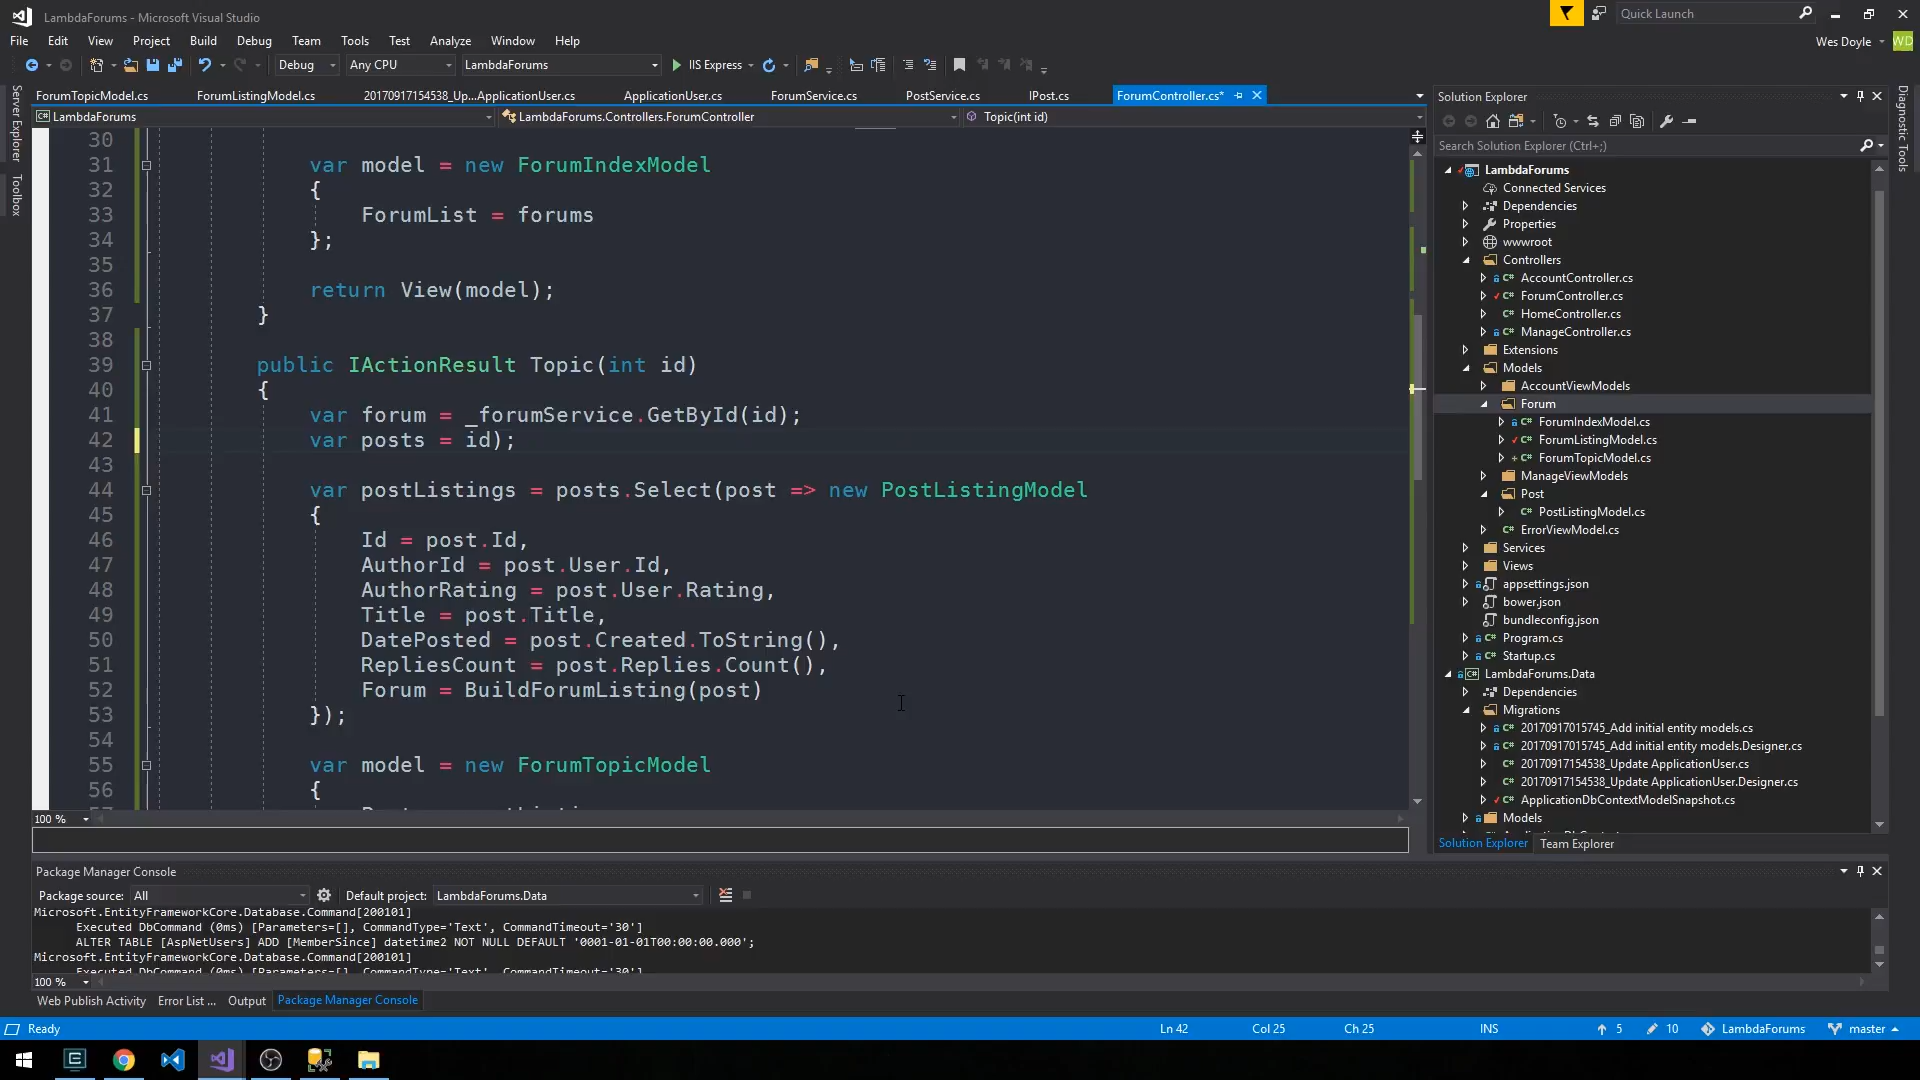 LambdaForums - Microsoft Visual Studio
Quick Launch
File Edit View Project Build Debug Team Tools Test Analyze Window Help
Wes Doyle WD
Debug Any CPU LambdaForums IIS Express
Server Explorer
Toolbox
ForumTopicModel.cs ForumListingModel.cs 20170917154538_Up...ApplicationUser.cs ApplicationUser.cs ForumService.cs PostService.cs IPost.cs ForumController.cs*
LambdaForums LambdaForums.Controllers.ForumController Topic(int id)
30
31 var model = new ForumIndexModel
32 {
33 ForumList = forums
34 };
35
36 return View(model);
37 }
38
39 public IActionResult Topic(int id)
40 {
41 var forum = _forumService.GetById(id);
42 var posts = id);
43
44 var postListings = posts.Select(post => new PostListingModel
45 {
46 Id = post.Id,
47 AuthorId = post.User.Id,
48 AuthorRating = post.User.Rating,
49 Title = post.Title,
50 DatePosted = post.Created.ToString(),
51 RepliesCount = post.Replies.Count(),
52 Forum = BuildForumListing(post)
53 });
54
55 var model = new ForumTopicModel
56 {
100 %
Solution Explorer
Search Solution Explorer (Ctrl+;)
LambdaForums
Connected Services
Dependencies
Properties
wwwroot
Controllers
C# AccountController.cs
C# ForumController.cs
C# HomeController.cs
C# ManageController.cs
Extensions
Models
AccountViewModels
Forum
C# ForumIndexModel.cs
C# ForumListingModel.cs
C# ForumTopicModel.cs
ManageViewModels
Post
C# PostListingModel.cs
C# ErrorViewModel.cs
Services
Views
appsettings.json
bower.json
bundleconfig.json
C# Program.cs
C# Startup.cs
C# LambdaForums.Data
Dependencies
Migrations
C# 20170917015745_Add initial entity models.cs
C# 20170917015745_Add initial entity models.Designer.cs
C# 20170917154538_Update ApplicationUser.cs
C# 20170917154538_Update ApplicationUser.Designer.cs
C# ApplicationDbContextModelSnapshot.cs
Models
Solution Explorer Team Explorer
Diagnostic Tools
Package Manager Console
Package source: All Default project: LambdaForums.Data
Microsoft.EntityFrameworkCore.Database.Command[200101]
Executed DbCommand (0ms) [Parameters=[], CommandType='Text', CommandTimeout='30']
ALTER TABLE [AspNetUsers] ADD [MemberSince] datetime2 NOT NULL DEFAULT '0001-01-01T00:00:00.000';
Microsoft.EntityFrameworkCore.Database.Command[200101]
Executed DbCommand (0ms) [Parameters=[], CommandType='Text', CommandTimeout='30']
100 %
Web Publish Activity Error List ... Output Package Manager Console
Ready Ln 42 Col 25 Ch 25 INS 5 10 LambdaForums master